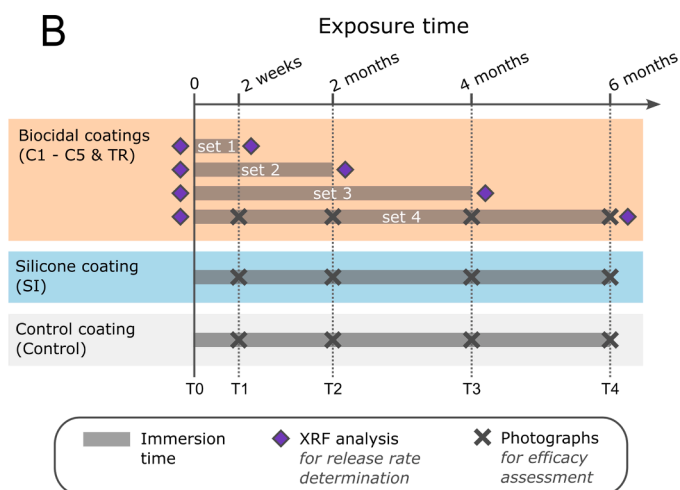 B
Exposure time
0
2 weeks
2 months
4 months
6 months
Biocidal coatings
(C1 - C5 & TR)
set 1
set 2
set 3
set 4
Silicone coating
(SI)
Control coating
(Control)
T0
T1
T2
T3
T4
Immersion
time
XRF analysis
for release rate
determination
Photographs
for efficacy
assessment